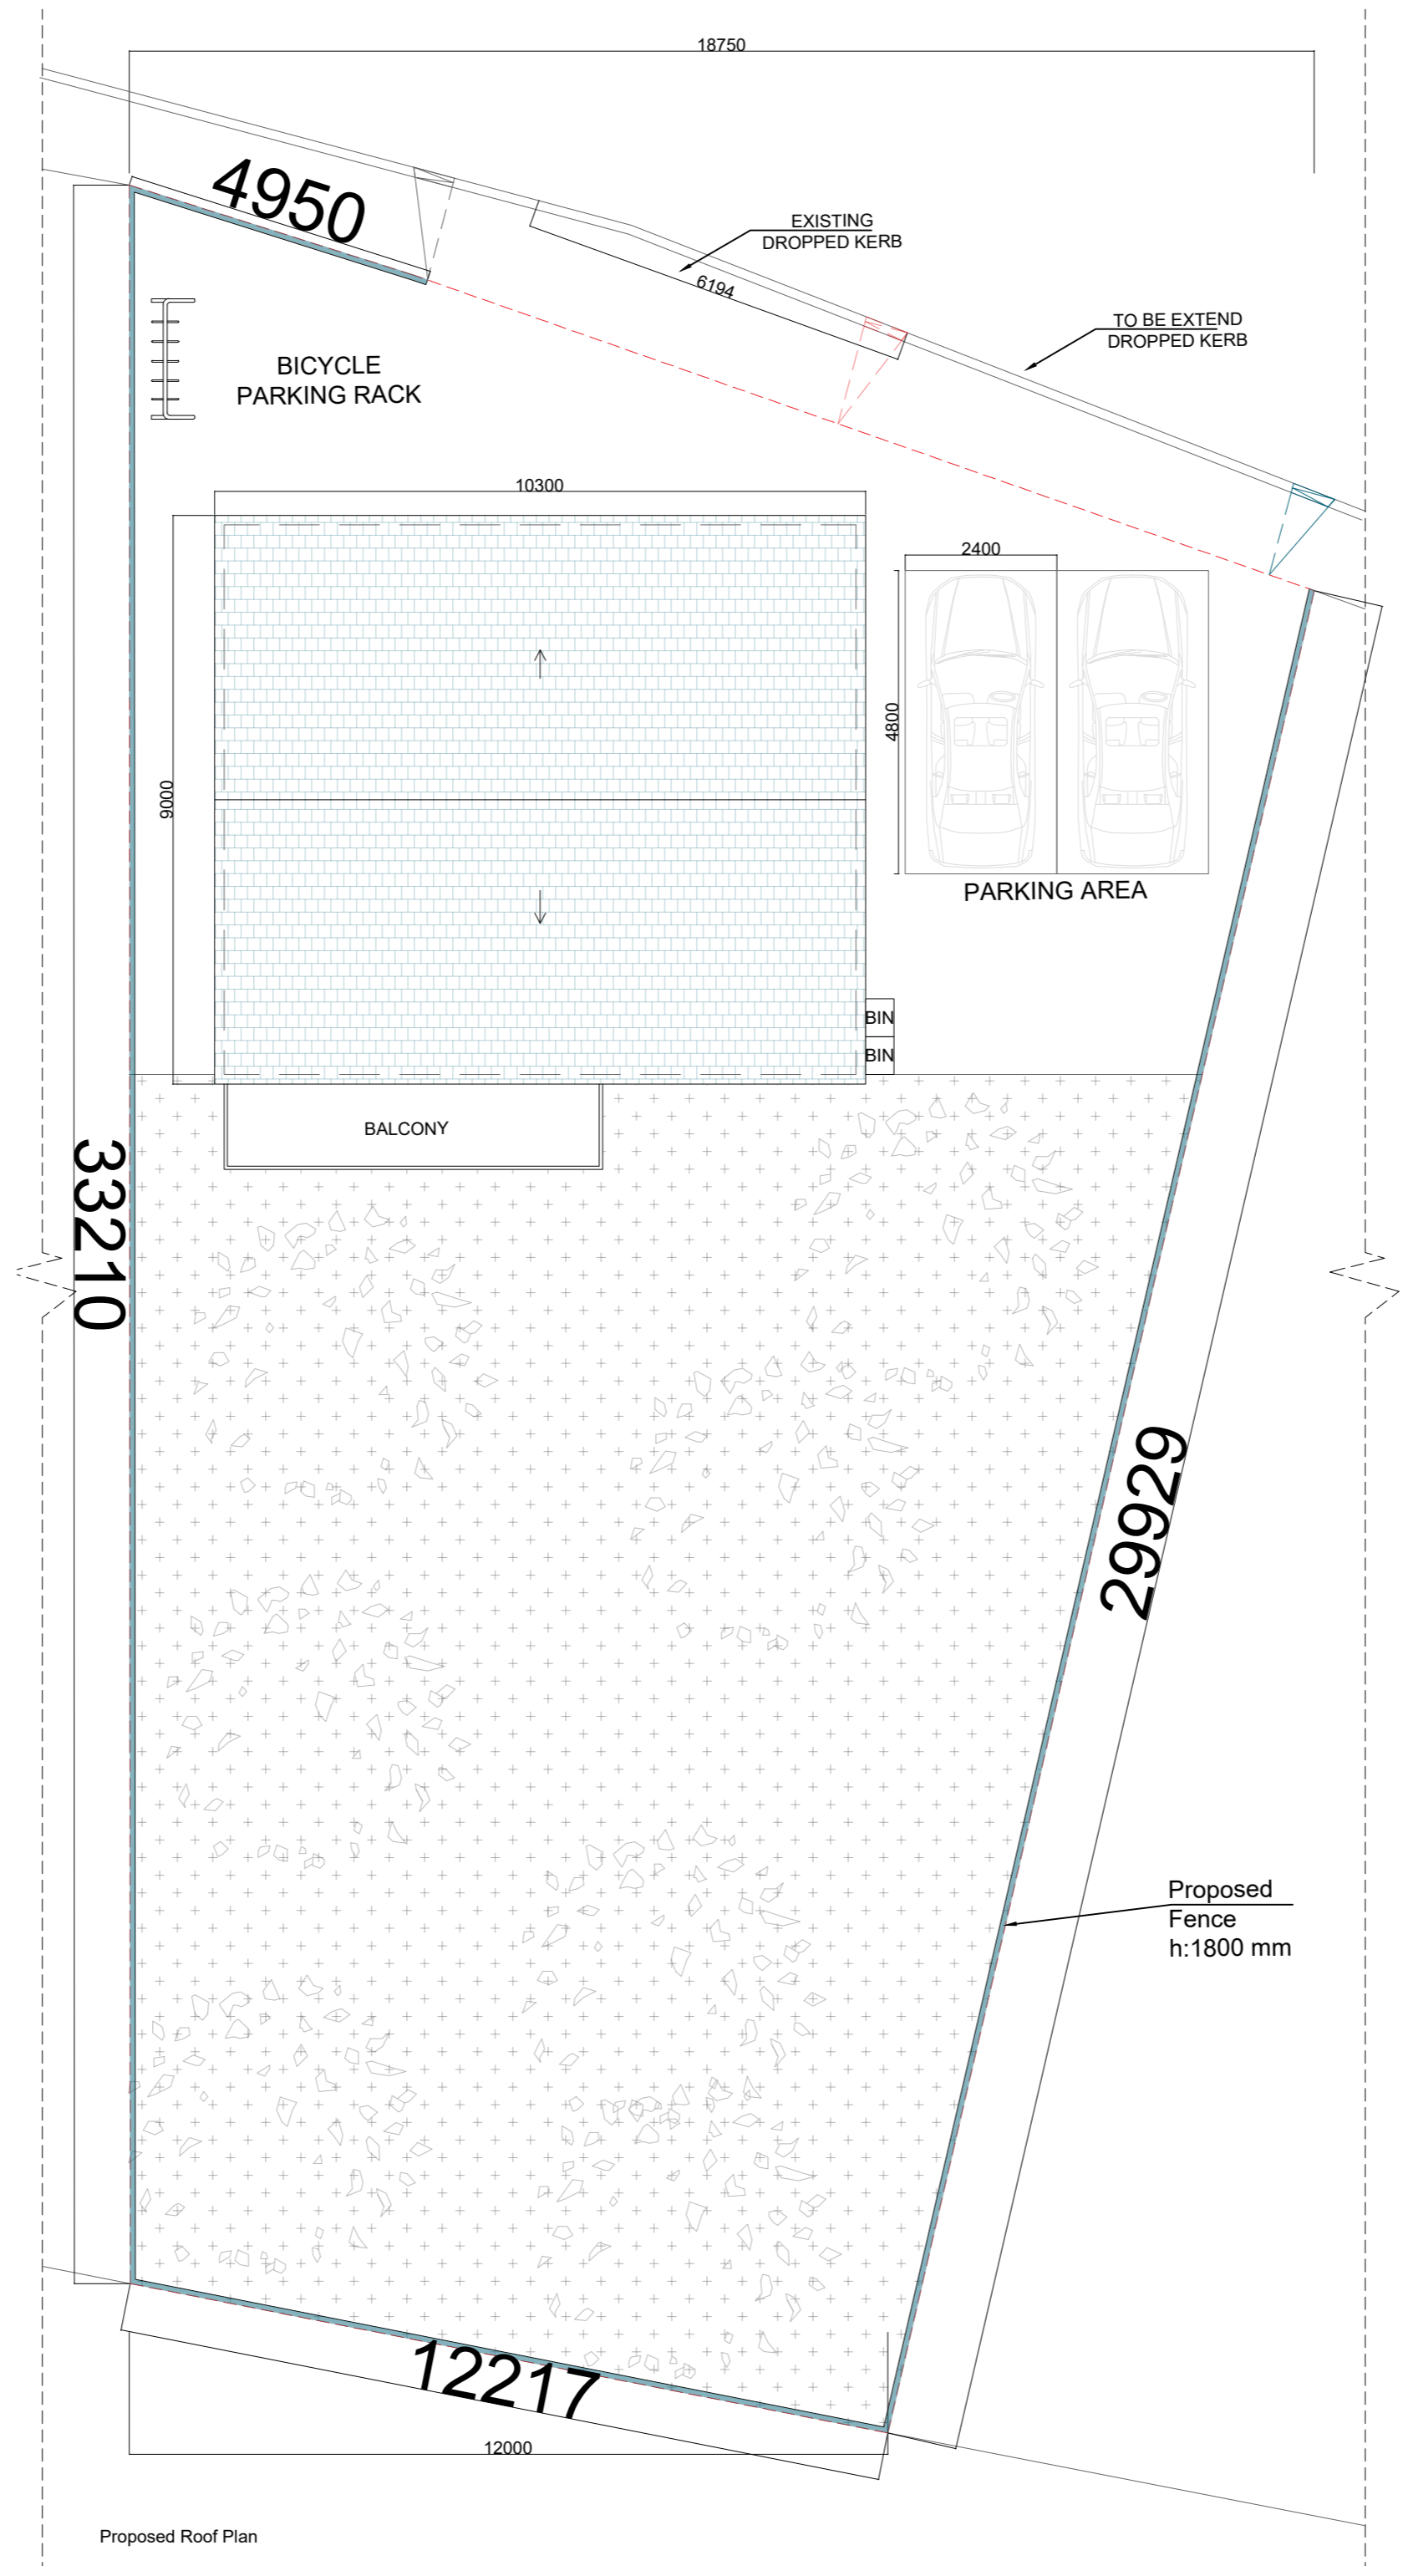 18750
4950
EXISTING
DROPPED KERB
6194
TO BE EXTEND
DROPPED KERB
BICYCLE
PARKING RACK
10300
2400
4800
9000
PARKING AREA
BIN
BIN
BALCONY
33210
29929
Proposed
Fence
h:1800 mm
12217
12000
Proposed Roof Plan